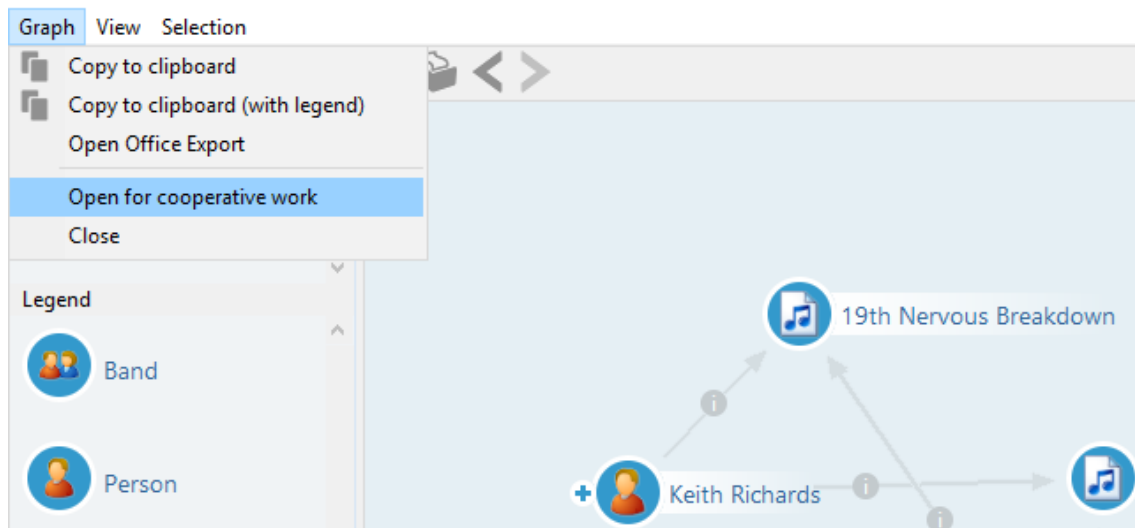 Graph View Selection
Copy to clipboard
Copy to clipboard (with legend)
Open Office Export
Open for cooperative work
Close
Legend
Band
Person
19th Nervous Breakdown
Keith Richards